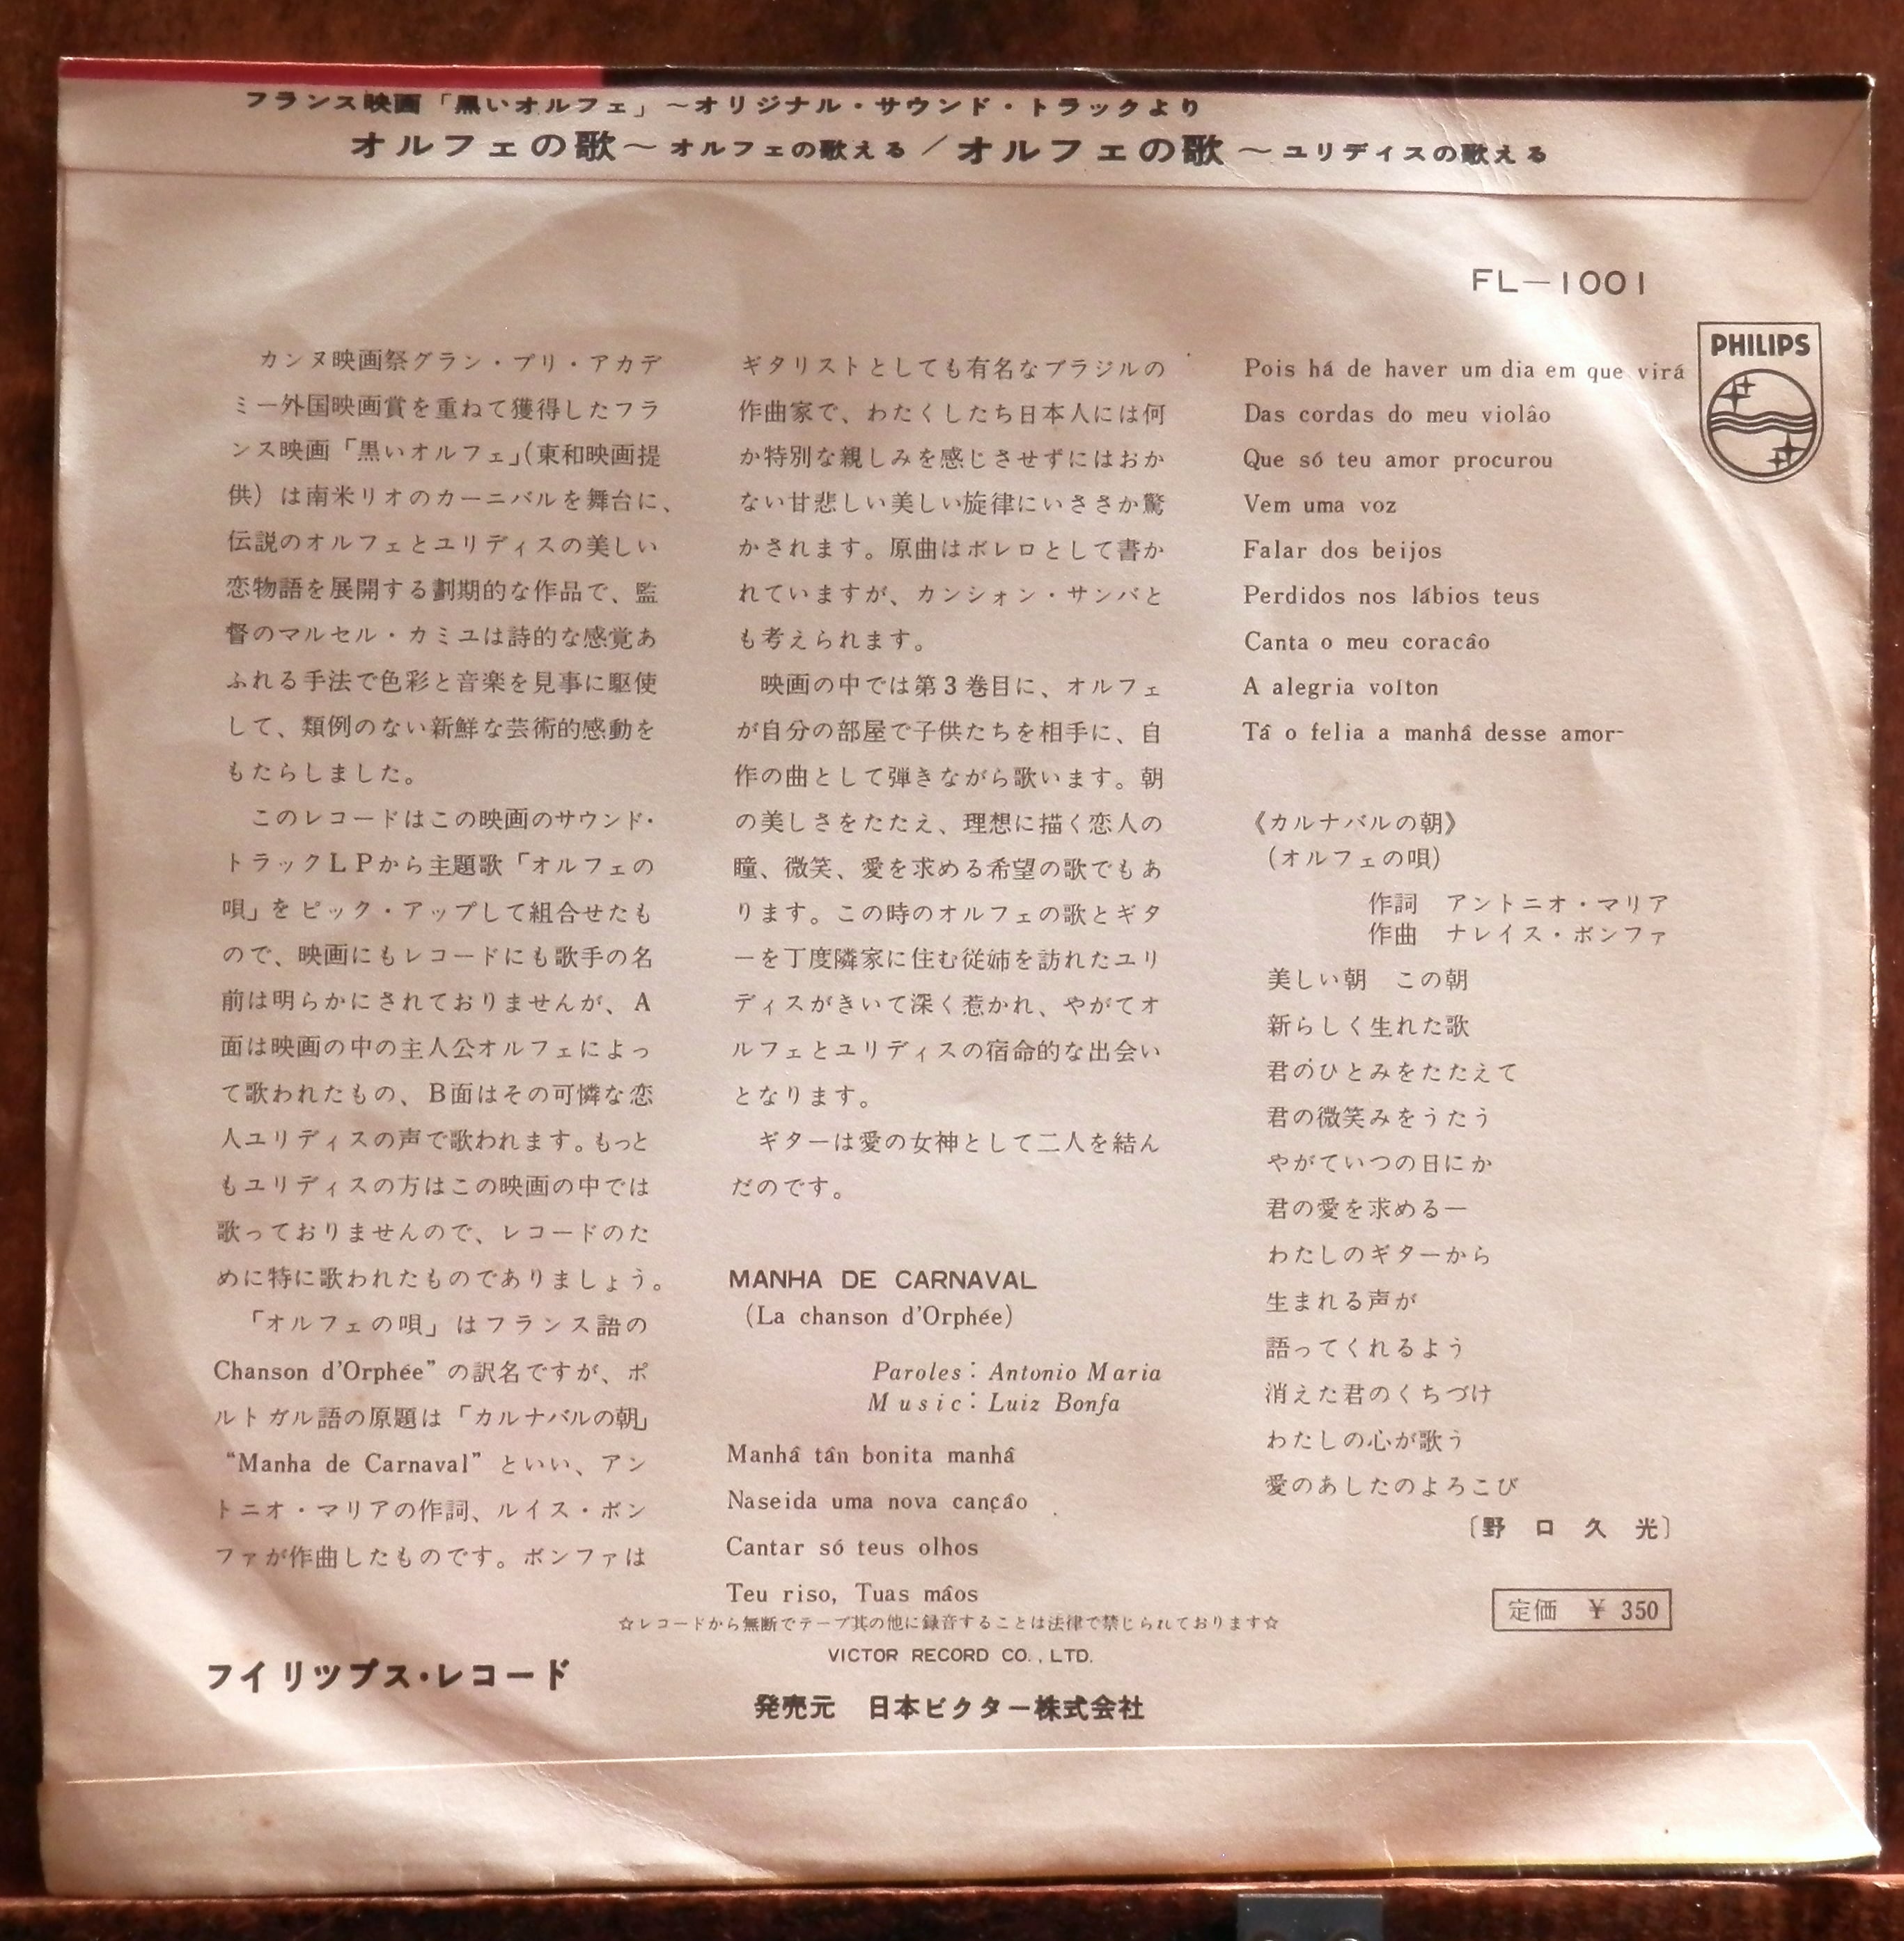 フランス映画「黒いオルフェ」～オリジナル・サウンド・トラックより
オルフェの歌～オルフェの歌える／オルフェの歌～ユリディスの歌える
FL-1001
PHILIPS
カンヌ映画祭グラン・プリ・アカデ
ミー外国映画賞を重ねて獲得したフラ
ンス映画「黒いオルフェ」(東和映画提
供）は南米リオのカーニバルを舞台に、
伝説のオルフェとユリディスの美しい
恋物語を展開する劃期的な作品で、監
督のマルセル・カミユは詩的な感覚あ
ふれる手法で色彩と音楽を見事に駆使
して、類例のない新鮮な芸術的感動を
もたらしました。
このレコードはこの映画のサウンド・
トラックＬＰから主題歌「オルフェの
唄」をピック・アップして組合せたも
ので、映画にもレコードにも歌手の名
前は明らかにされておりませんが、A
面は映画の中の主人公オルフェによっ
て歌われたもの、B面はその可憐な恋
人ユリディスの声で歌われます。もっと
もユリディスの方はこの映画の中では
歌っておりませんので、レコードのた
めに特に歌われたものでありましょう。
「オルフェの唄」はフランス語の
Chanson d'Orphée” の訳名ですが、ポ
ルトガル語の原題は「カルナバルの朝」
“Manha de Carnaval” といい、アン
トニオ・マリアの作詞、ルイス・ボン
ファが作曲したものです。ボンファは
ギタリストとしても有名なブラジルの
作曲家で、わたくしたち日本人には何
か特別な親しみを感じさせずにはおか
ない甘悲しい美しい旋律にいささか驚
かされます。原曲はボレロとして書か
れていますが、カンシォン・サンバと
も考えられます。
映画の中では第３巻目に、オルフェ
が自分の部屋で子供たちを相手に、自
作の曲として弾きながら歌います。朝
の美しさをたたえ、理想に描く恋人の
瞳、微笑、愛を求める希望の歌でもあ
ります。この時のオルフェの歌とギタ
ーを丁度隣家に住む従姉を訪れたユリ
ディスがきいて深く惹かれ、やがてオ
ルフェとユリディスの宿命的な出会い
となります。
ギターは愛の女神として二人を結ん
だのです。
MANHA DE CARNAVAL
(La chanson d'Orphée)
Paroles: Antonio Maria
Music: Luiz Bonfa
Manhâ tân bonita manhâ
Naseida uma nova cançâo
Cantar só teus olhos
Teu riso, Tuas mâos
Pois há de haver um dia em que virá
Das cordas do meu violâo
Que só teu amor procurou
Vem uma voz
Falar dos beijos
Perdidos nos lábios teus
Canta o meu coracâo
A alegria volton
Tâ o felia a manhâ desse amor-
《カルナバルの朝》
(オルフェの唄)
作詞　アントニオ・マリア
作曲　ナレイス・ボンファ
美しい朝　この朝
新らしく生れた歌
君のひとみをたたえて
君の微笑みをうたう
やがていつの日にか
君の愛を求める―
わたしのギターから
生まれる声が
語ってくれるよう
消えた君のくちづけ
わたしの心が歌う
愛のあしたのよろこび
〔野口久光〕
定価　￥350
☆レコードから無断でテープ其の他に録音することは法律で禁じられております☆
VICTOR RECORD CO., LTD.
フイリツプス・レコード
発売元　日本ビクター株式会社